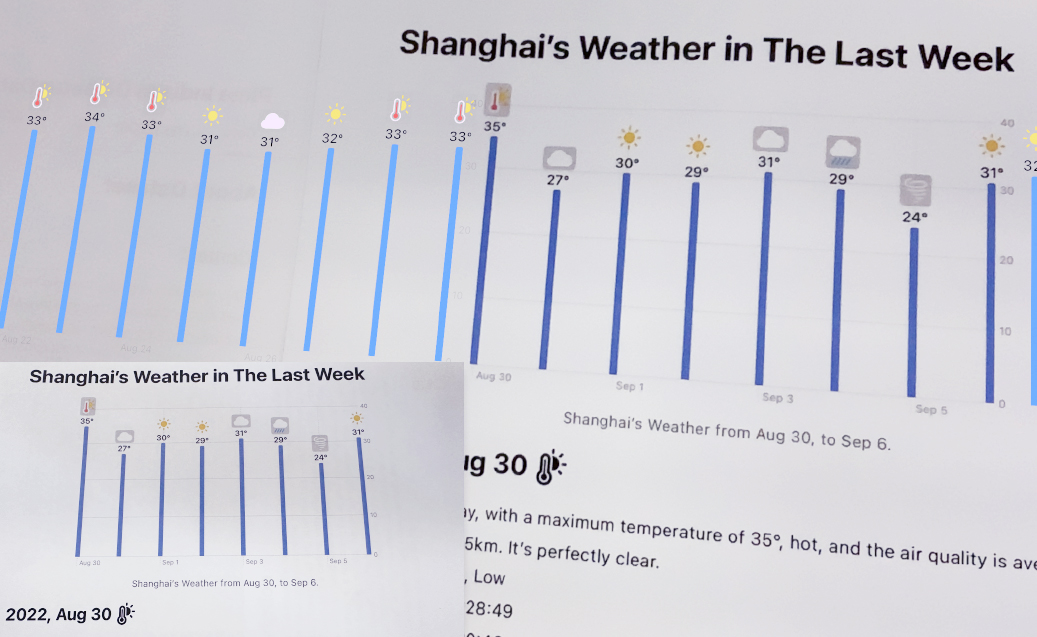 Shanghai's Weather in The Last Week
33° 34° 33° 31° 31° 32° 33° 33°
35° 27° 30° 29° 31° 29° 24° 31°
40
30
20
10
0
30
20
10
Aug 22 Aug 24 Aug 26
Aug 30 Sep 1 Sep 3 Sep 5
Shanghai's Weather from Aug 30, to Sep 6.
ug 30
ay, with a maximum temperature of 35°, hot, and the air quality is ave
5km. It's perfectly clear.
, Low
28:49
Shanghai's Weather in The Last Week
35° 27° 30° 29° 31° 29° 24° 31°
40
30
20
10
0
Aug 30 Sep 1 Sep 3 Sep 5
Shanghai's Weather from Aug 30, to Sep 6.
2022, Aug 30